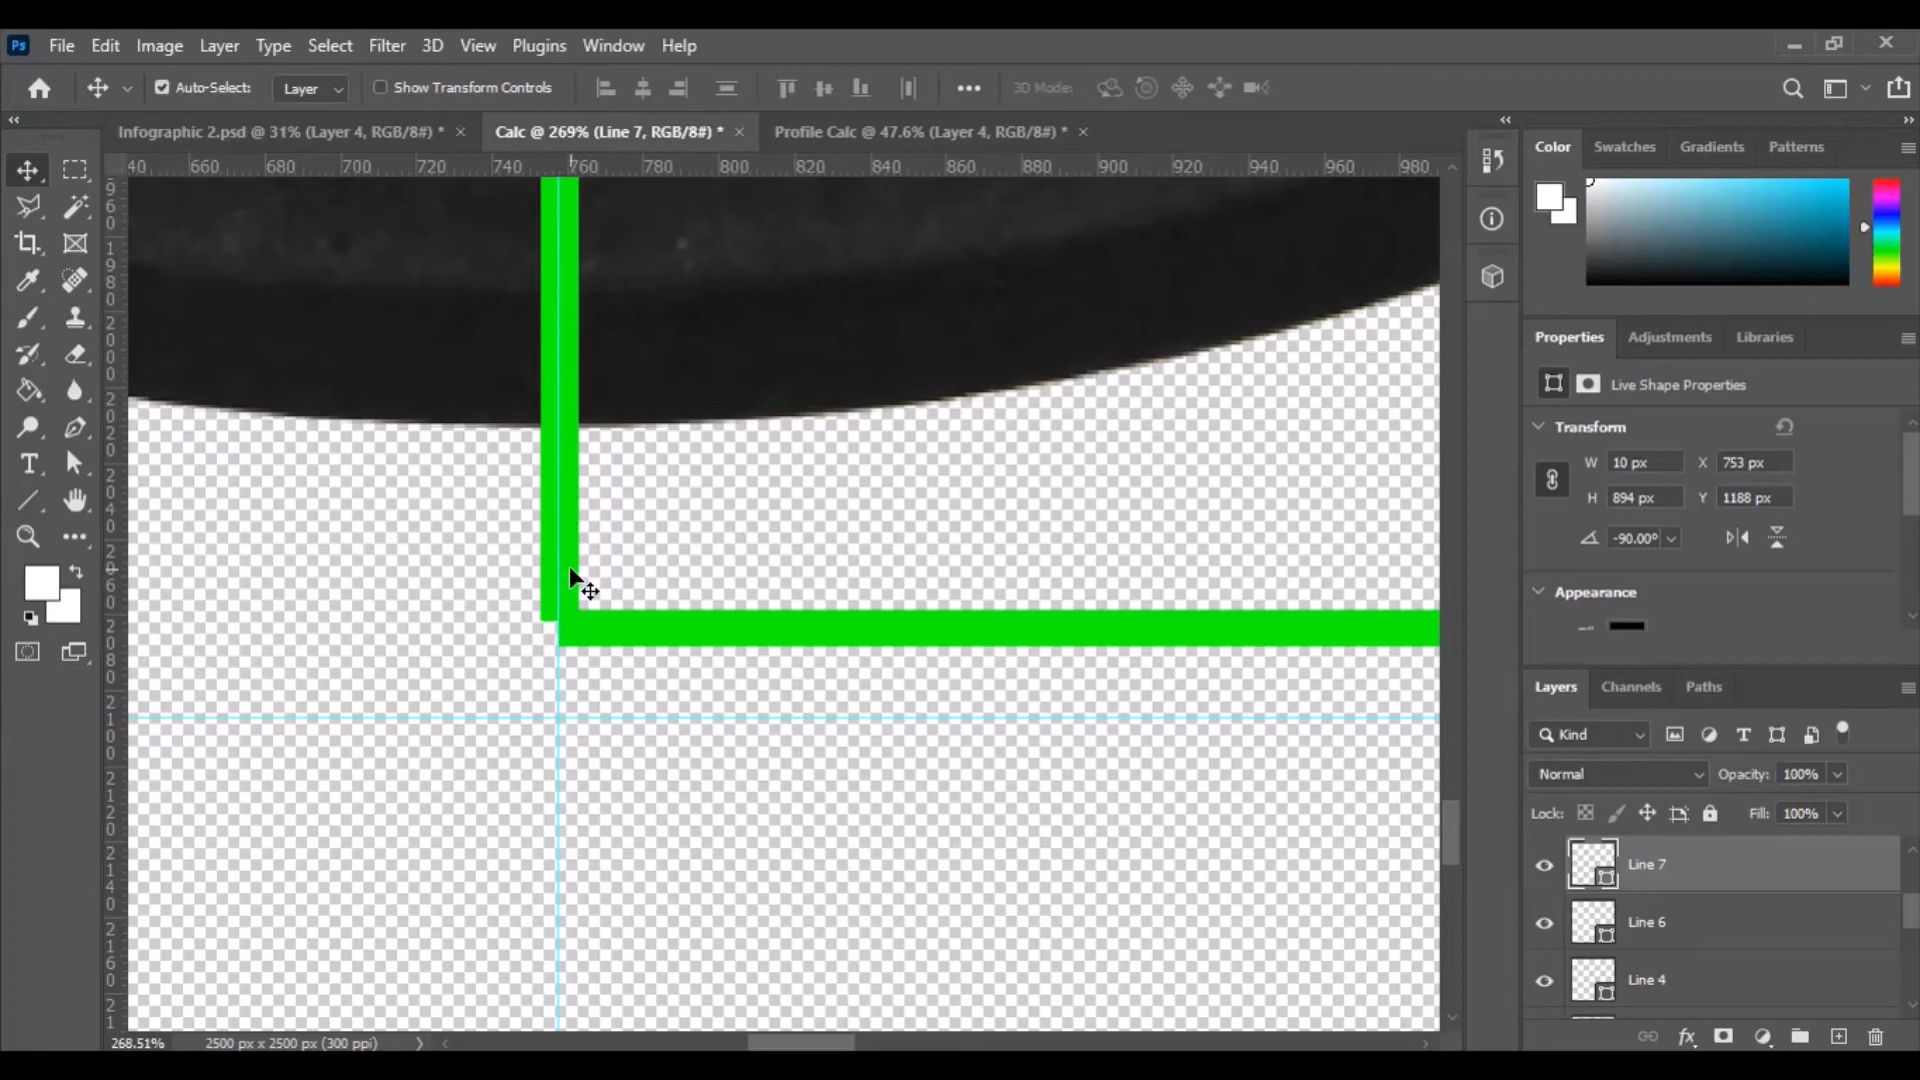 Ps File Edit Image Layer Type Select Filter 3D View Plugins Window Help
Auto-Select: Layer Show Transform Controls 3D Mode:
Infographic 2.psd @ 31% (Layer 4, RGB/8#) * Calc @ 269% (Line 7, RGB/8#) * Profile Calc @ 47.6% (Layer 4, RGB/8#) *
40 660 680 700 720 740 760 780 800 820 840 860 880 900 920 940 960 980
Color Swatches Gradients Patterns
Properties Adjustments Libraries
Live Shape Properties
Transform
W 10 px X 753 px
H 894 px Y 1188 px
-90.00°
Appearance
Layers Channels Paths
Kind
Normal Opacity: 100%
Lock: Fill: 100%
Line 7
Line 6
Line 4
268.51% 2500 px x 2500 px (300 ppi)